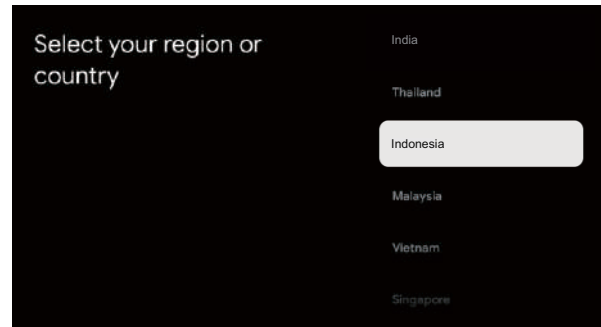 Select your region or
country
India
Thailand
Indonesia
Malaysia
Vietnam
Singapore